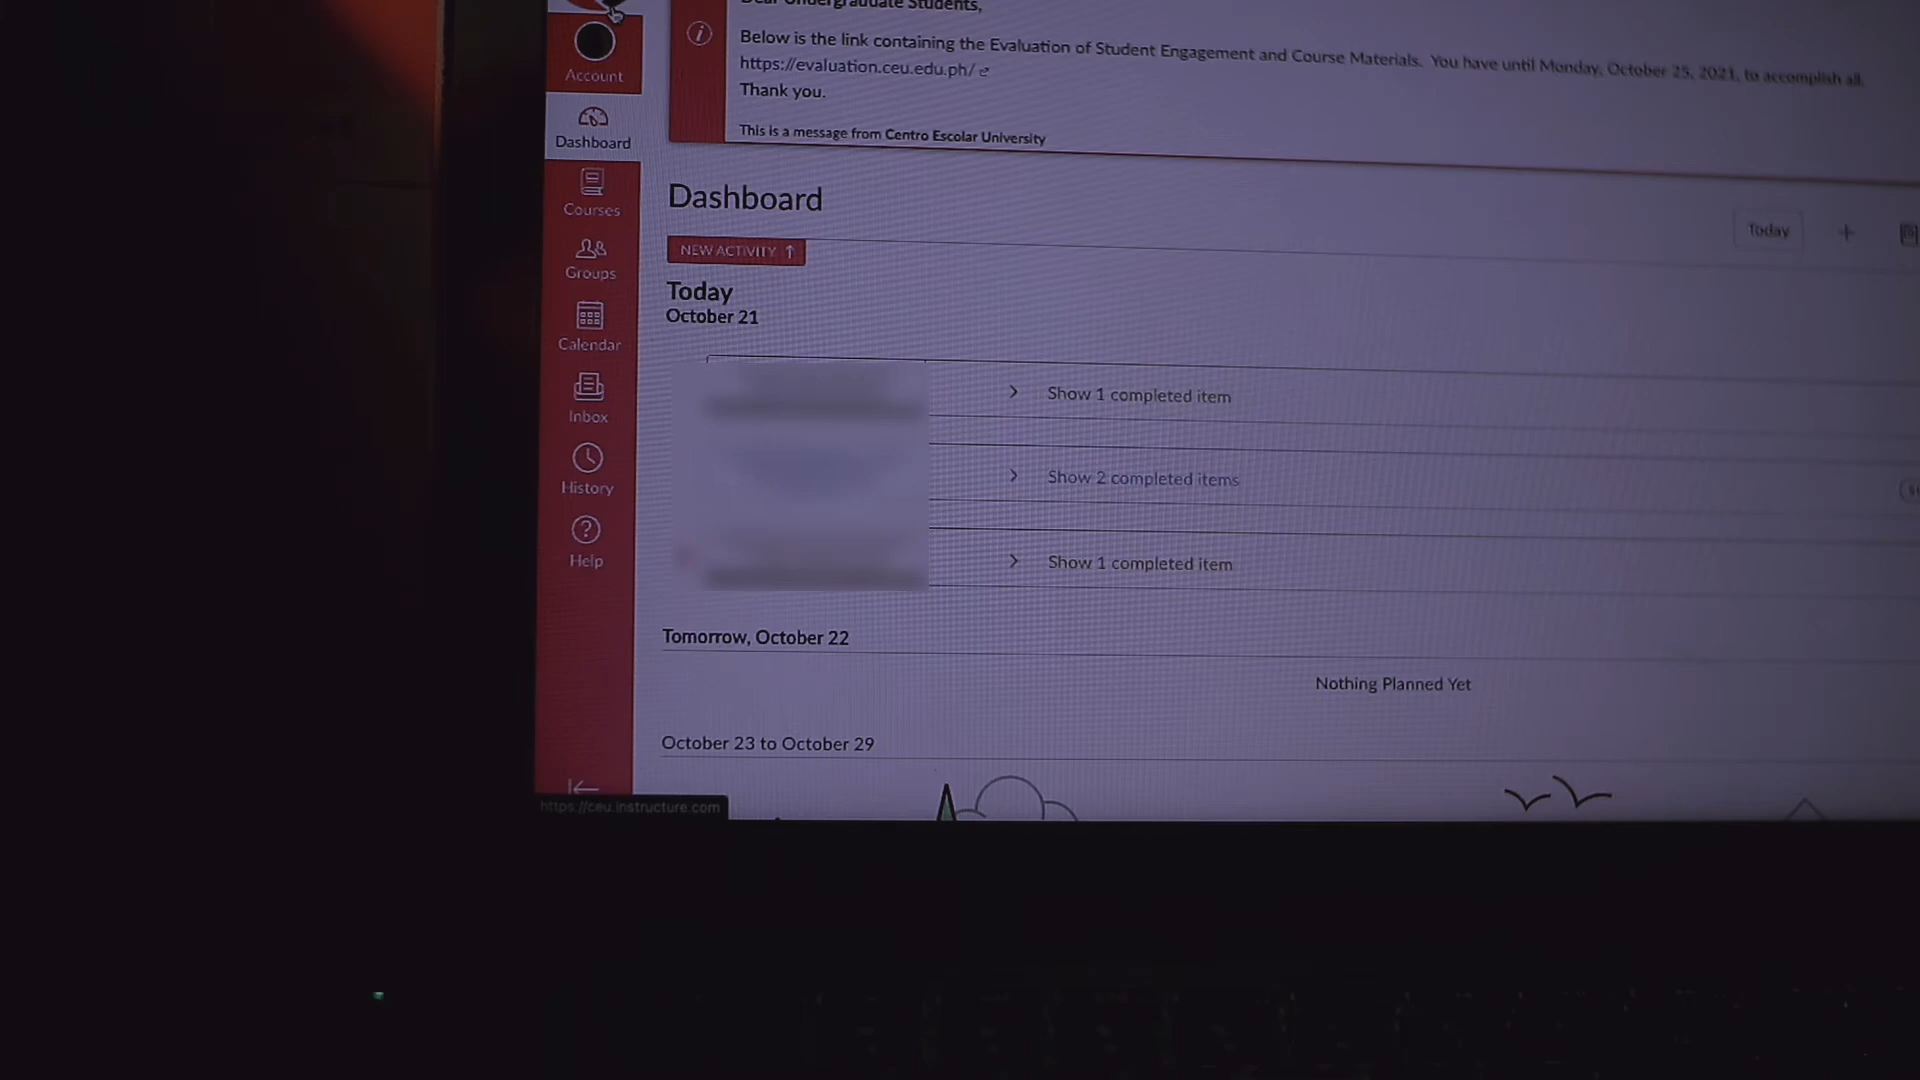 Dear Undergraduate Students,
Below is the link containing the Evaluation of Student Engagement and Course Materials. You have until Monday, October 25, 2021, to accomplish all.
https://evaluation.ceu.edu.ph/
Thank you.
This is a message from Centro Escolar University
Account
Dashboard
Courses
Groups
Calendar
Inbox
History
Help
Dashboard
Today
NEW ACTIVITY
Today
October 21
Show 1 completed item
Show 2 completed items
Show 1 completed item
Tomorrow, October 22
Nothing Planned Yet
October 23 to October 29
https://ceu.instructure.com